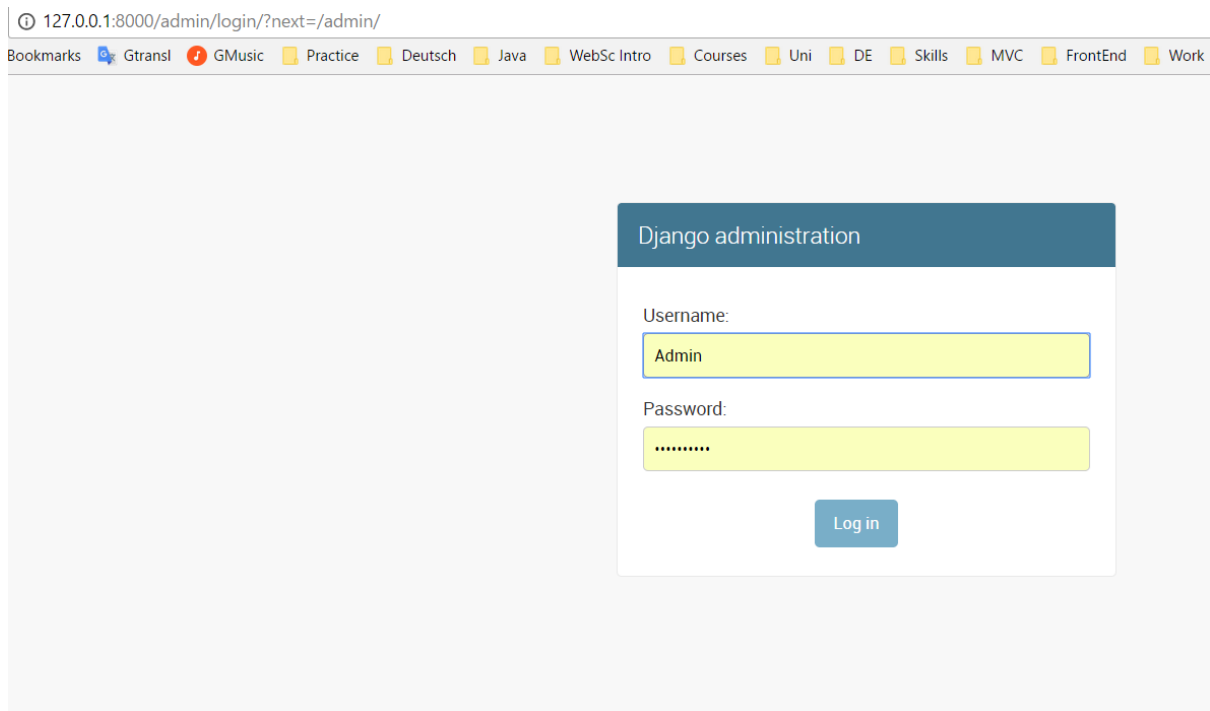 127.0.0.1:8000/admin/login/?next=/admin/
Bookmarks Gtransl GMusic Practice Deutsch Java WebSc Intro Courses Uni DE Skills MVC FrontEnd Work
Django administration
Username:
Admin
Password:
••••••••••
Log in